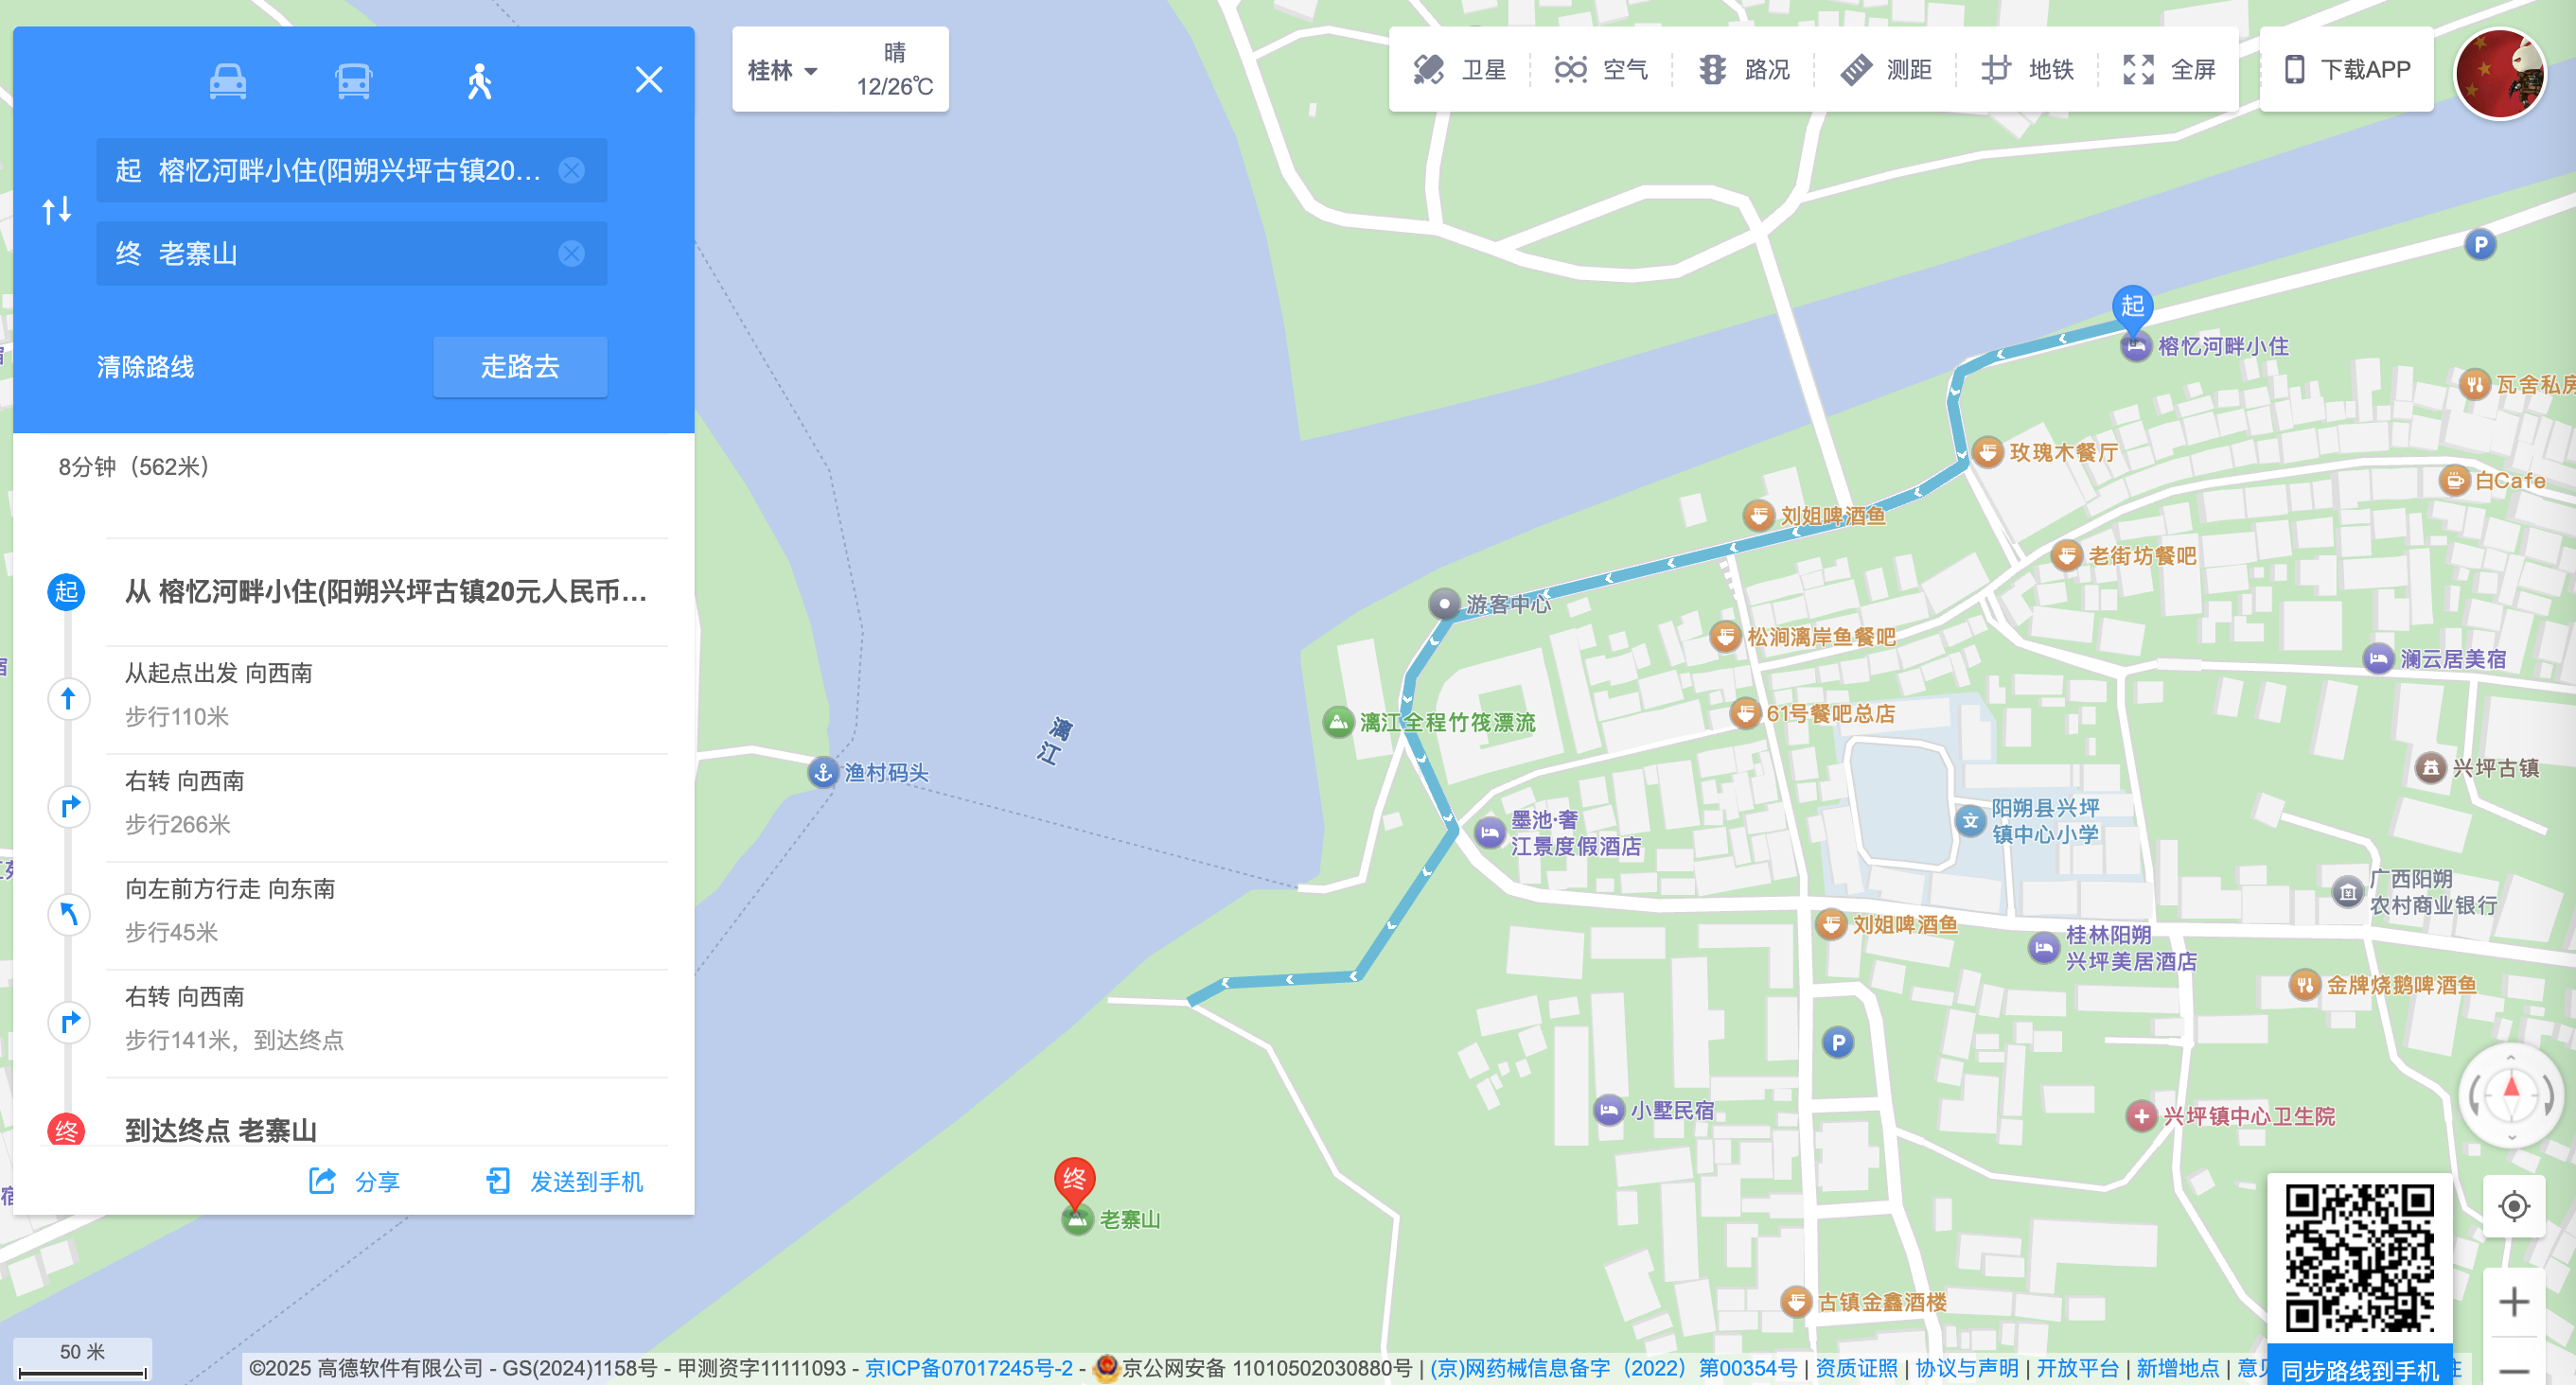 起 榕忆河畔小住(阳朔兴坪古镇20...
终 老寨山
清除路线
走路去
8分钟（562米）
起
从 榕忆河畔小住(阳朔兴坪古镇20元人民币...
从起点出发 向西南
步行110米
右转 向西南
步行266米
向左前方行走 向东南
步行45米
右转 向西南
步行141米，到达终点
终
到达终点 老寨山
分享
发送到手机
50 米
桂林
晴
12/26℃
卫星
空气
路况
测距
地铁
全屏
下载APP
P
起
榕忆河畔小住
瓦舍私房
玫瑰木餐厅
白Cafe
刘姐啤酒鱼
老街坊餐吧
游客中心
松涧漓岸鱼餐吧
澜云居美宿
61号餐吧总店
漓江全程竹筏漂流
漓江
渔村码头
兴坪古镇
墨池·奢
江景度假酒店
文
阳朔县兴坪
镇中心小学
广西阳朔
农村商业银行
刘姐啤酒鱼
桂林阳朔
兴坪美居酒店
金牌烧鹅啤酒鱼
P
小墅民宿
兴坪镇中心卫生院
终
老寨山
古镇金鑫酒楼
同步路线到手机
©2025 高德软件有限公司 - GS(2024)1158号 - 甲测资字11111093 - 京ICP备07017245号-2 - 京公网安备 11010502030880号 | (京)网药械信息备字（2022）第00354号 | 资质证照 | 协议与声明 | 开放平台 | 新增地点 |